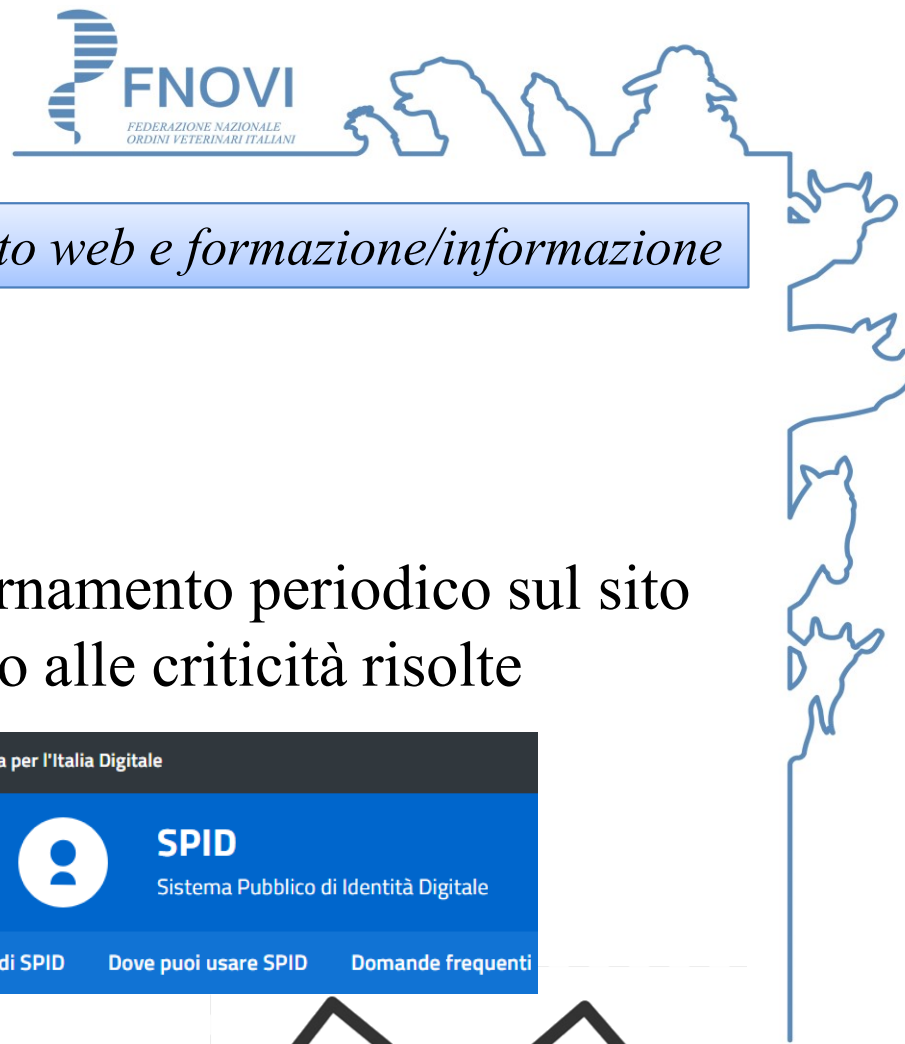 FNOVI
FEDERAZIONE NAZIONALE
ORDINI VETERINARI ITALIANI
to web e formazione/informazione
rnamento periodico sul sito
o alle criticità risolte
a per l'Italia Digitale
SPID
Sistema Pubblico di Identità Digitale
di SPID Dove puoi usare SPID Domande frequenti